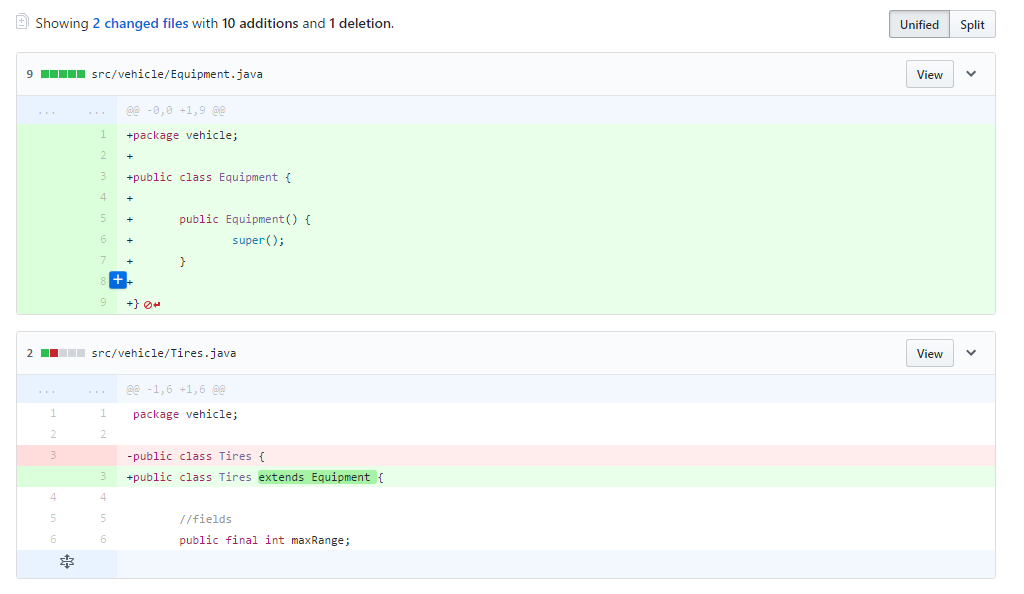 Showing 2 changed files with 10 additions and 1 deletion.
Unified Split
9 src/vehicle/Equipment.java View
... ... @@ -0,0 +1,9 @@
1 +package vehicle;
2 +
3 +public class Equipment {
4 +
5 + public Equipment() {
6 + super();
7 + }
8 +
9 +}
2 src/vehicle/Tires.java View
... ... @@ -1,6 +1,6 @@
1 1 package vehicle;
2 2
3 -public class Tires {
3 +public class Tires extends Equipment {
4 4
5 5 //fields
6 6 public final int maxRange;